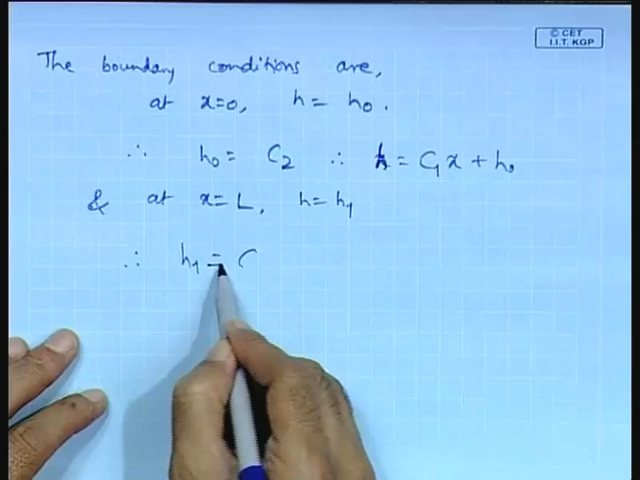 © CET
I.I.T. KGP
The boundary conditions are,
at x=0, h = h₀.
∴ h₀ = C₂ ∴ h = C₁x + h₀
& at x=L, h=h₁
∴ h₁ = C